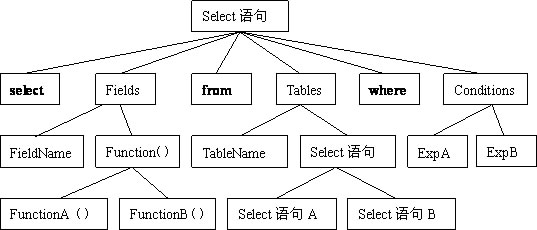 Select 语句
select
Fields
from
Tables
where
Conditions
FieldName
Function( )
TableName
Select 语句
ExpA
ExpB
FunctionA（）
FunctionB( )
Select 语句 A
Select 语句 B